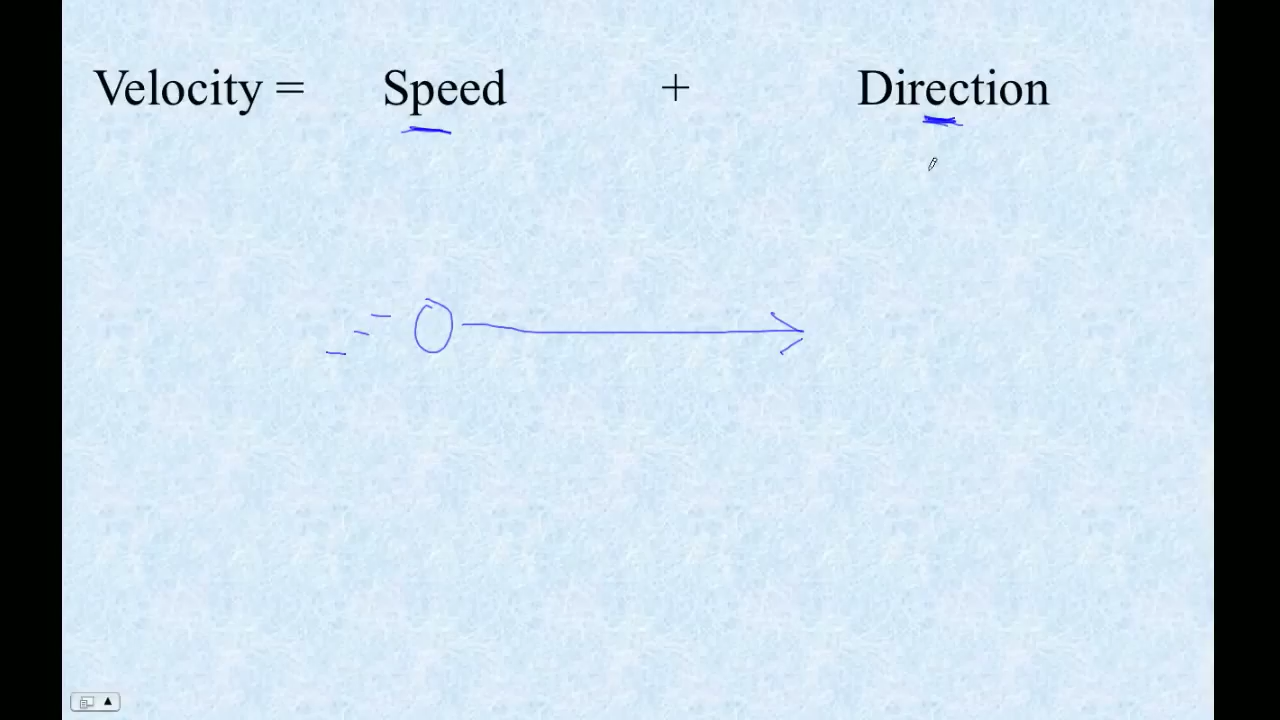 Velocity = Speed + Direction